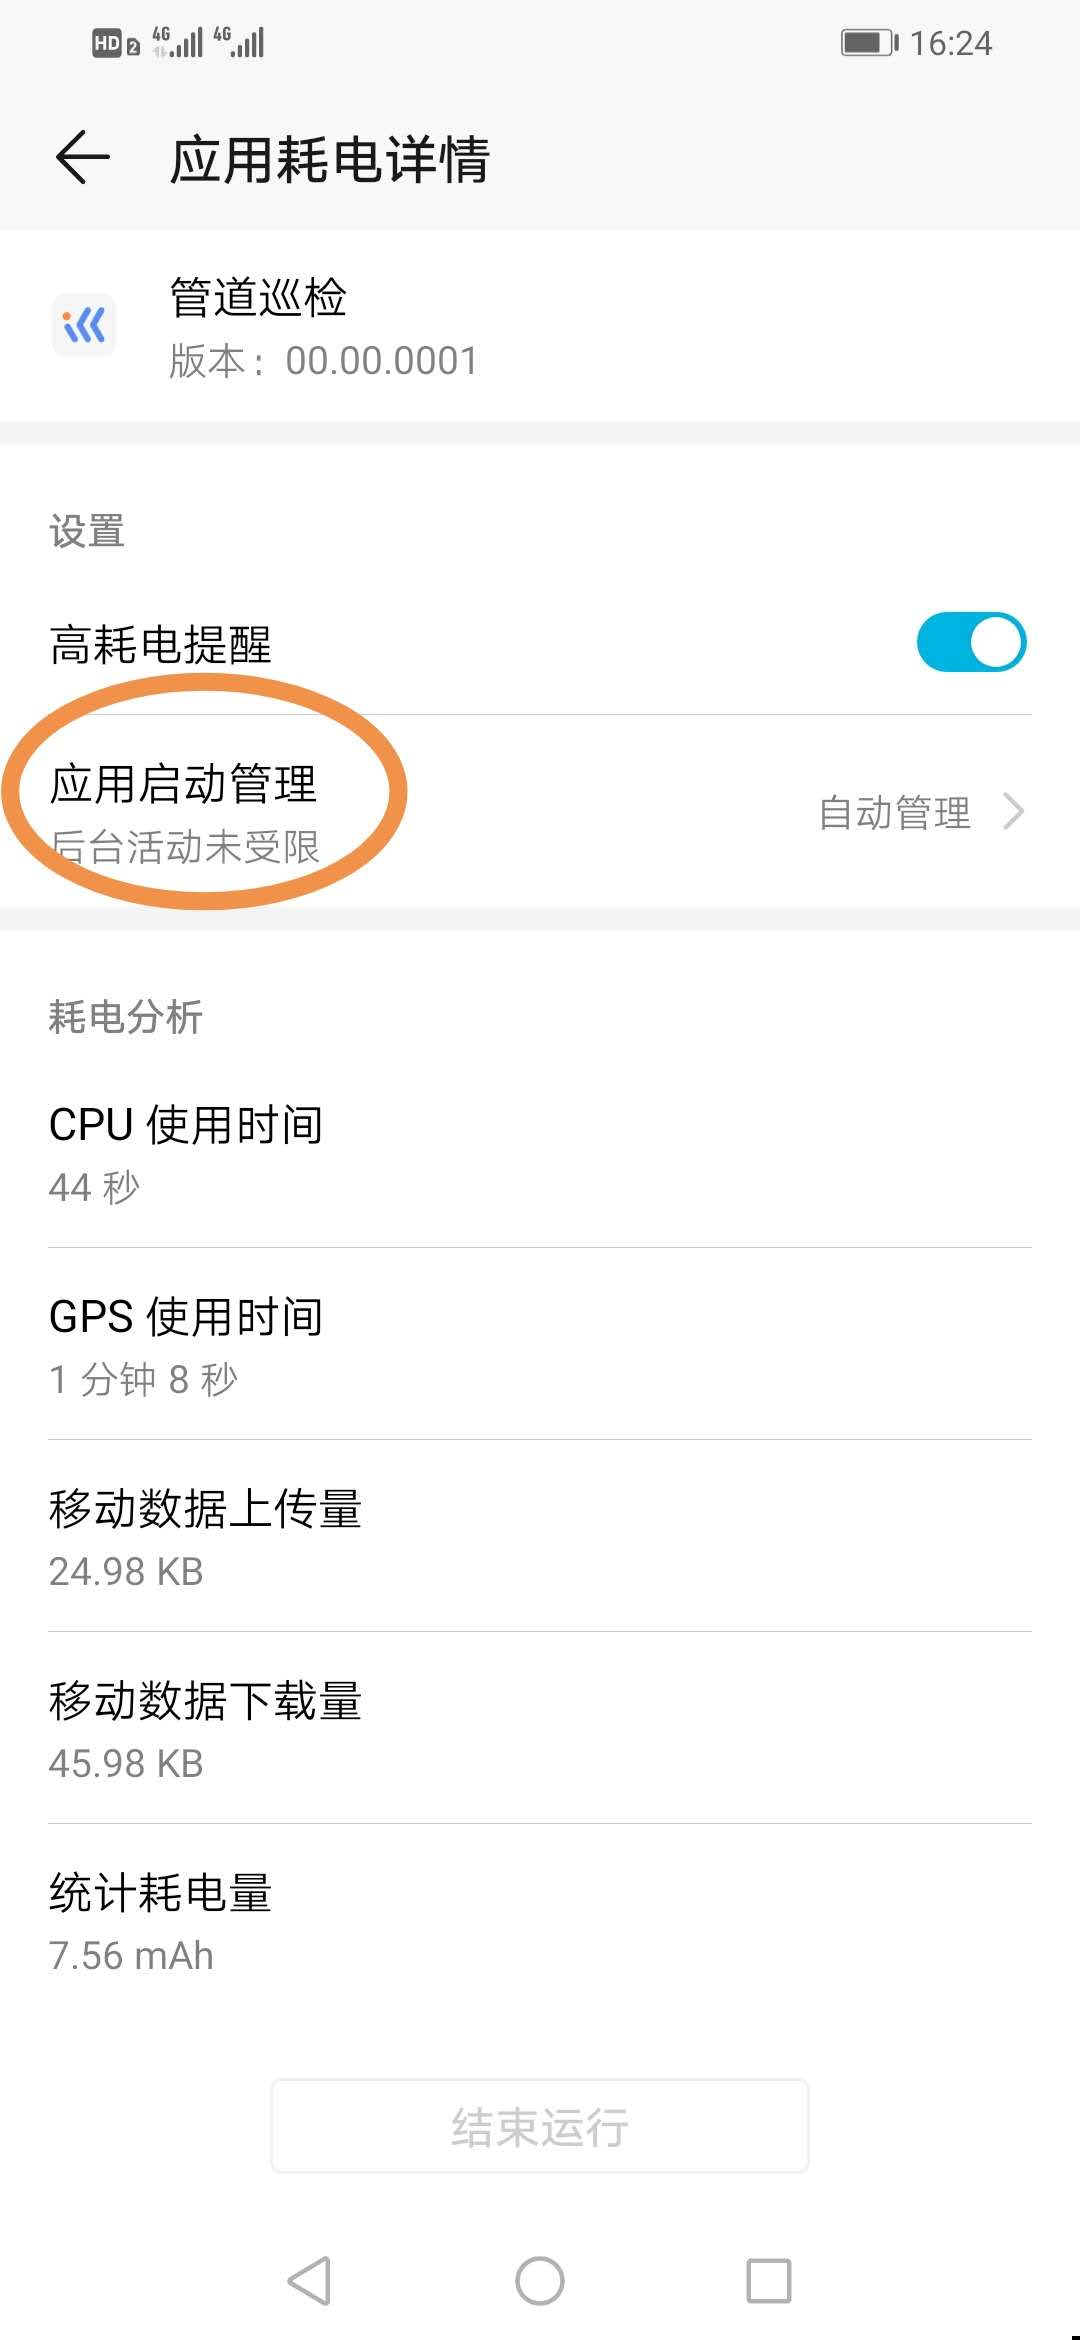 HD 2 4G 4G 16:24
应用耗电详情
管道巡检
版本：00.00.0001
设置
高耗电提醒
应用启动管理
后台活动未受限
自动管理
耗电分析
CPU 使用时间
44 秒
GPS 使用时间
1 分钟 8 秒
移动数据上传量
24.98 KB
移动数据下载量
45.98 KB
统计耗电量
7.56 mAh
结束运行